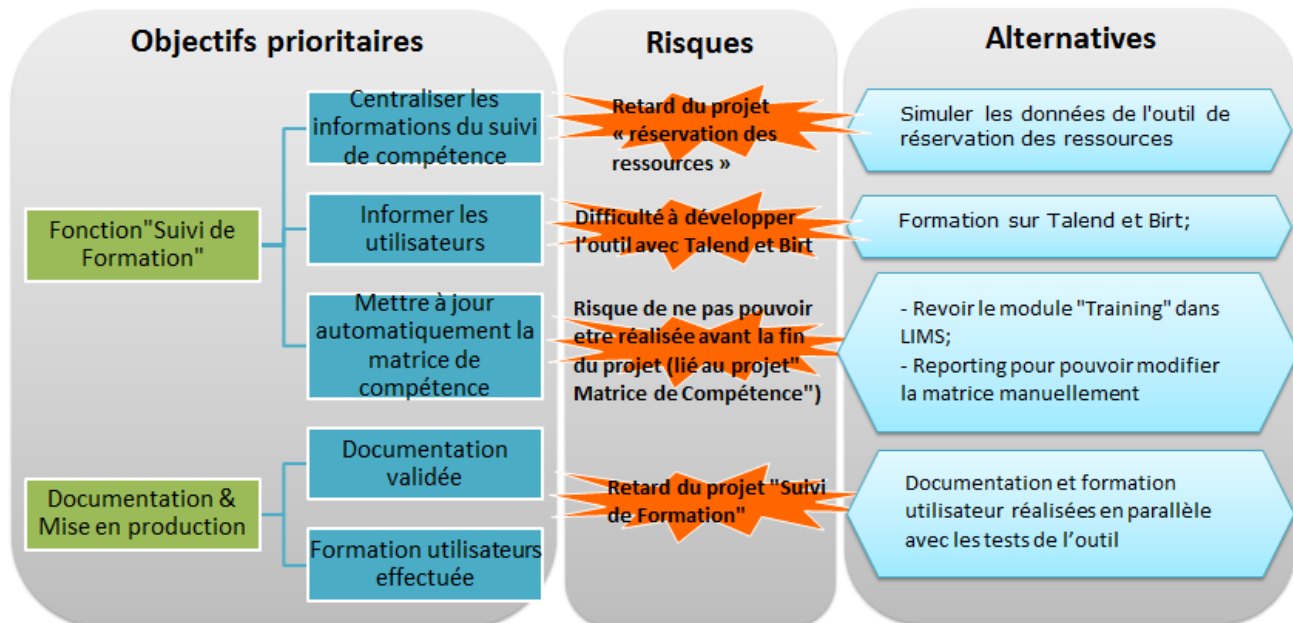 Objectifs prioritaires
Risques
Alternatives
Fonction"Suivi de
Formation"
Centraliser les
informations du suivi
de compétence
Retard du projet
« réservation des
ressources »
Simuler les données de l'outil de
réservation des ressources
Informer les
utilisateurs
Difficulté à développer
l'outil avec Talend et Birt
Formation sur Talend et Birt;
Mettre à jour
automatiquement la
matrice de
compétence
Risque de ne pas pouvoir
etre réalisée avant la fin
du projet (lié au projet"
Matrice de Compétence")
- Revoir le module "Training" dans
LIMS;
- Reporting pour pouvoir modifier
la matrice manuellement
Documentation &
Mise en production
Documentation
validée
Formation utilisateurs
effectuée
Retard du projet "Suivi
de Formation"
Documentation et formation
utilisateur réalisées en parallèle
avec les tests de l'outil